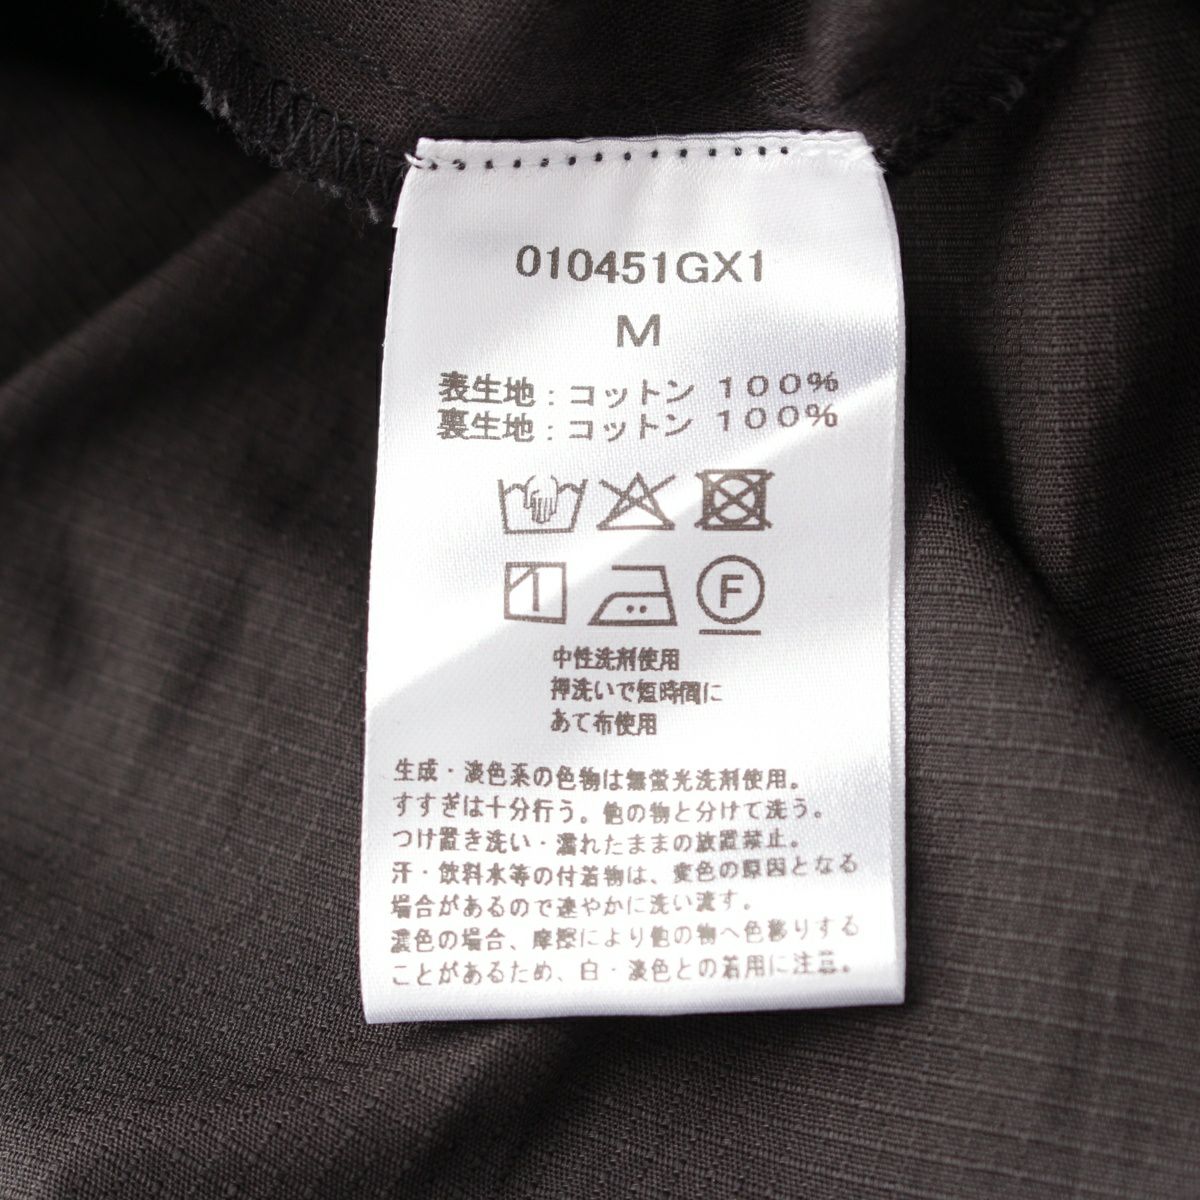 010451GX1
M
表生地:コットン 100%
裏生地:コットン 100%
1
F
中性洗剤使用
押洗いで短時間に
あて布使用
生成・淡色系の色物は無蛍光洗剤使用。
すすぎは十分行う。他の物と分けて洗う。
つけ置き洗い・濡れたままの放置禁止。
汗・飲料水等の付着物は、変色の原因となる
場合があるので速やかに洗い流す。
濃色の場合、摩擦により他の物へ色移りする
ことがあるため、白・淡色との着用に注意。